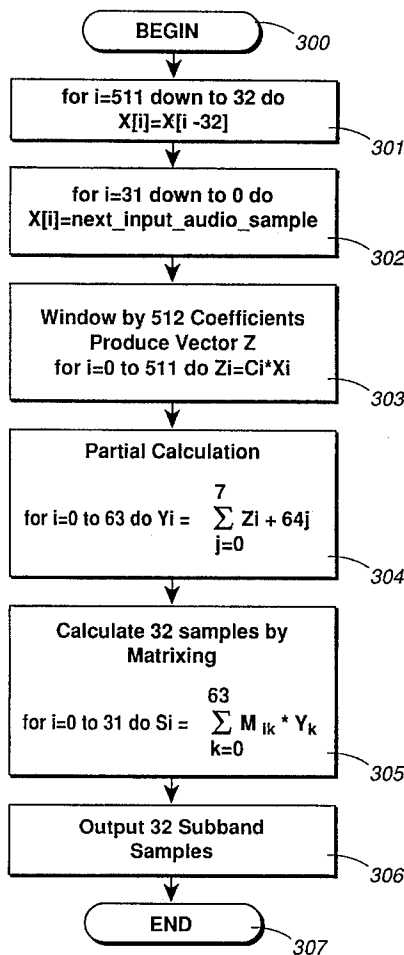 BEGIN
300
for i=511 down to 32 do
X[i]=X[i -32]
301
for i=31 down to 0 do
X[i]=next_input_audio_sample
302
Window by 512 Coefficients
Produce Vector Z
for i=0 to 511 do Zi=Ci*Xi
303
Partial Calculation
7
for i=0 to 63 do Yi = Σ Zi + 64j
j=0
304
Calculate 32 samples by
Matrixing
63
for i=0 to 31 do Si = Σ M ik * Yk
k=0
305
Output 32 Subband
Samples
306
END
307